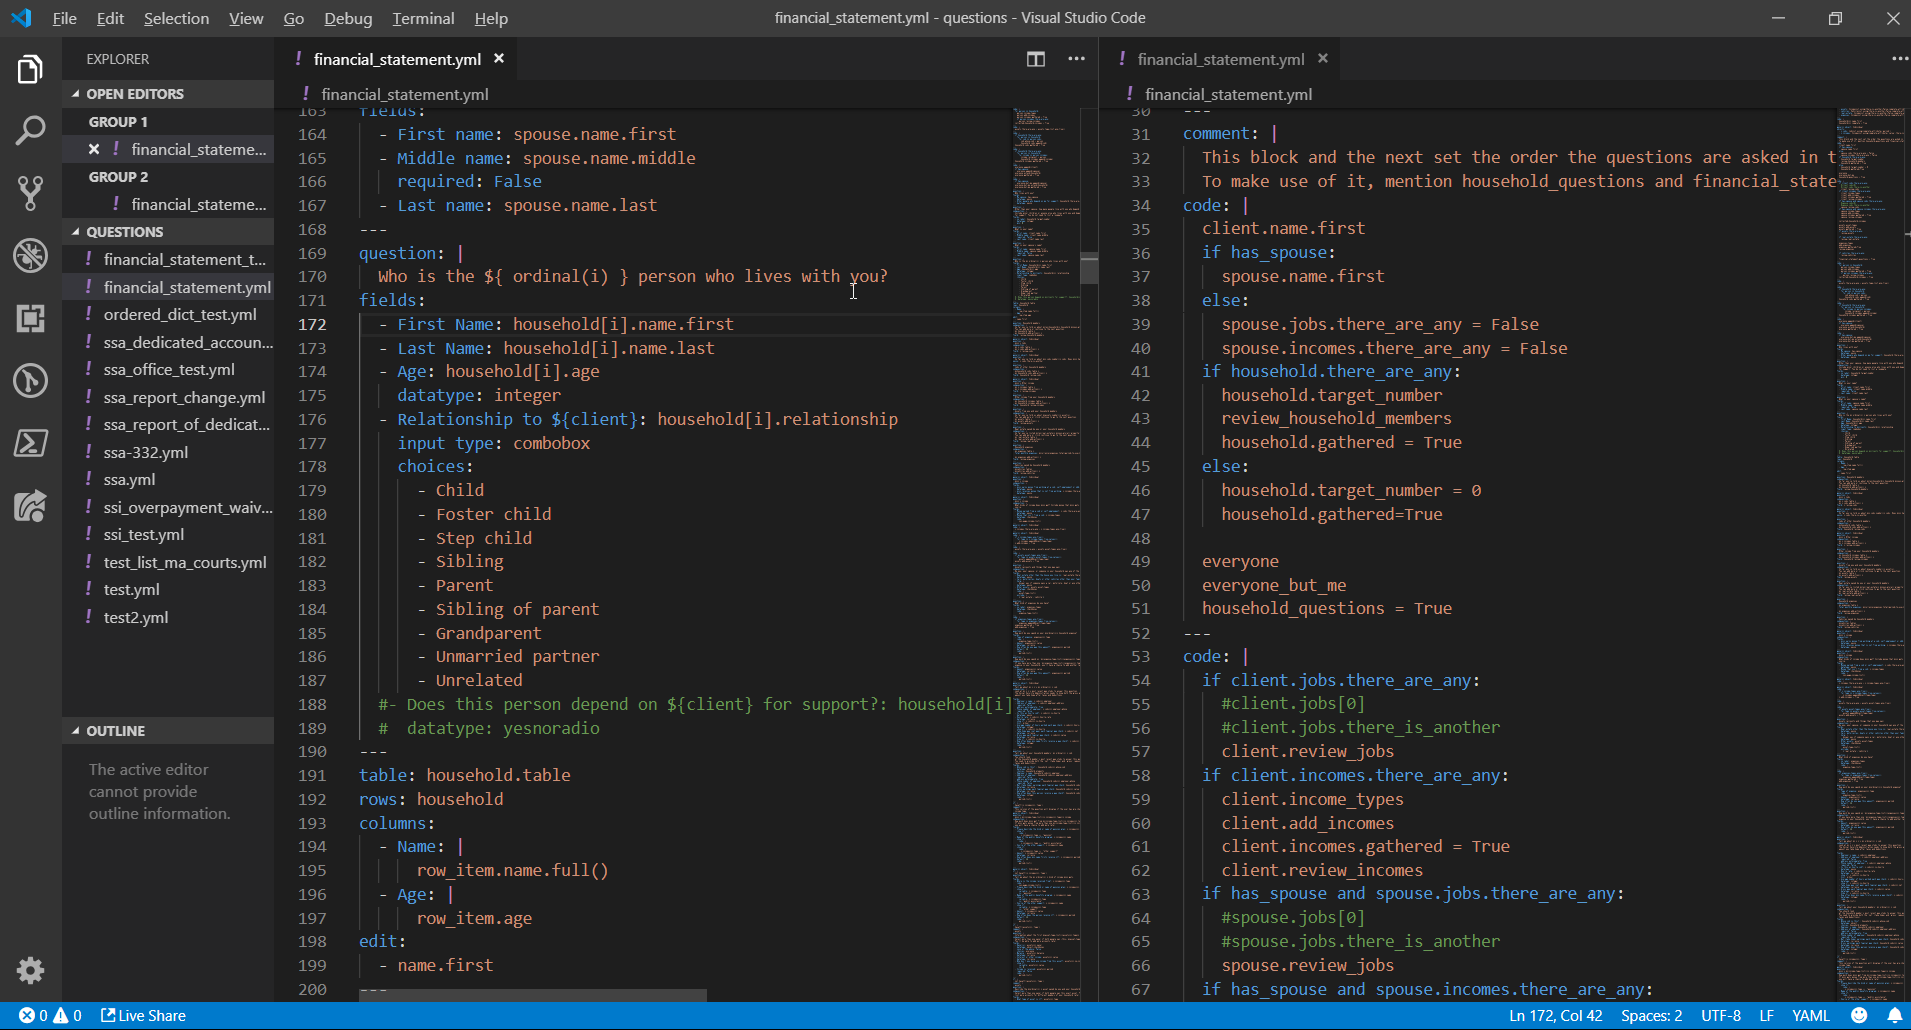 File Edit Selection View Go Debug Terminal Help
financial_statement.yml - questions - Visual Studio Code
EXPLORER
OPEN EDITORS
GROUP 1
financial_stateme...
GROUP 2
financial_stateme...
QUESTIONS
financial_statement_t...
financial_statement.yml
ordered_dict_test.yml
ssa_dedicated_accoun...
ssa_office_test.yml
ssa_report_change.yml
ssa_report_of_dedicat...
ssa-332.yml
ssa.yml
ssi_overpayment_waiv...
ssi_test.yml
test_list_ma_courts.yml
test.yml
test2.yml
OUTLINE
The active editor
cannot provide
outline information.
financial_statement.yml
financial_statement.yml
163 fields:
164 - First name: spouse.name.first
165 - Middle name: spouse.name.middle
166 required: False
167 - Last name: spouse.name.last
168 ---
169 question: |
170 Who is the ${ ordinal(i) } person who lives with you?
171 fields:
172 - First Name: household[i].name.first
173 - Last Name: household[i].name.last
174 - Age: household[i].age
175 datatype: integer
176 - Relationship to ${client}: household[i].relationship
177 input type: combobox
178 choices:
179 - Child
180 - Foster child
181 - Step child
182 - Sibling
183 - Parent
184 - Sibling of parent
185 - Grandparent
186 - Unmarried partner
187 - Unrelated
188 #- Does this person depend on ${client} for support?: household[i]
189 # datatype: yesnoradio
190 ---
191 table: household.table
192 rows: household
193 columns:
194 - Name: |
195 row_item.name.full()
196 - Age: |
197 row_item.age
198 edit:
199 - name.first
200 ---
financial_statement.yml
financial_statement.yml
30 ---
31 comment: |
32 This block and the next set the order the questions are asked in t
33 To make use of it, mention household_questions and financial_state
34 code: |
35 client.name.first
36 if has_spouse:
37 spouse.name.first
38 else:
39 spouse.jobs.there_are_any = False
40 spouse.incomes.there_are_any = False
41 if household.there_are_any:
42 household.target_number
43 review_household_members
44 household.gathered = True
45 else:
46 household.target_number = 0
47 household.gathered=True
48
49 everyone
50 everyone_but_me
51 household_questions = True
52 ---
53 code: |
54 if client.jobs.there_are_any:
55 #client.jobs[0]
56 #client.jobs.there_is_another
57 client.review_jobs
58 if client.incomes.there_are_any:
59 client.income_types
60 client.add_incomes
61 client.incomes.gathered = True
62 client.review_incomes
63 if has_spouse and spouse.jobs.there_are_any:
64 #spouse.jobs[0]
65 #spouse.jobs.there_is_another
66 spouse.review_jobs
67 if has_spouse and spouse.incomes.there_are_any:
0 0 Live Share
Ln 172, Col 42 Spaces: 2 UTF-8 LF YAML